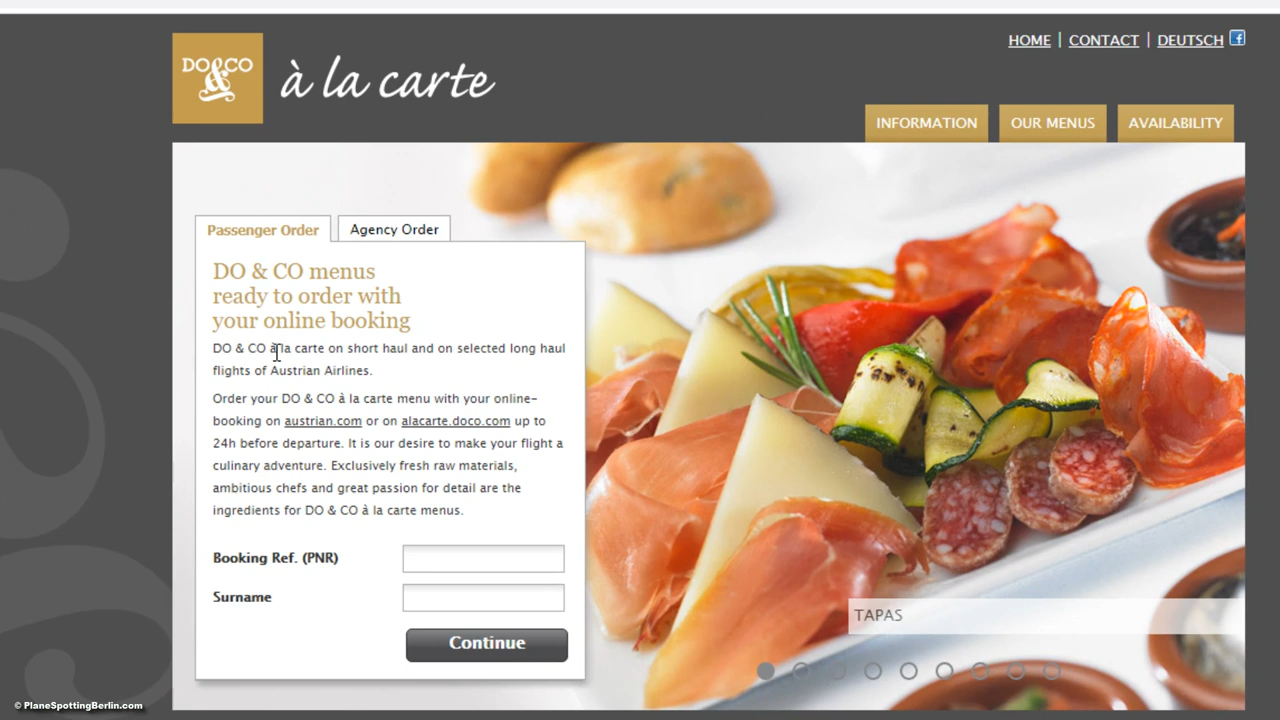 DO&CO
à la carte
HOME | CONTACT | DEUTSCH f
INFORMATION OUR MENUS AVAILABILITY
Passenger Order Agency Order
DO & CO menus
ready to order with
your online booking
DO & CO à la carte on short haul and on selected long haul
flights of Austrian Airlines.
Order your DO & CO à la carte menu with your online-
booking on austrian.com or on alacarte.doco.com up to
24h before departure. It is our desire to make your flight a
culinary adventure. Exclusively fresh raw materials,
ambitious chefs and great passion for detail are the
ingredients for DO & CO à la carte menus.
Booking Ref. (PNR)
Surname
Continue
TAPAS
© PlaneSpottingBerlin.com